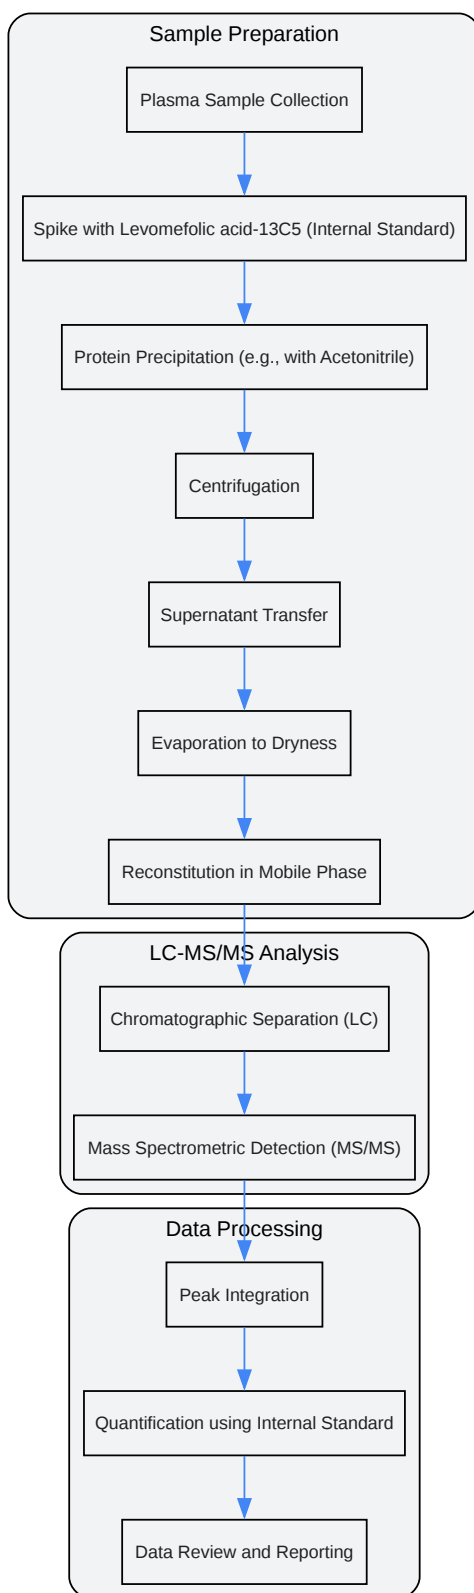 Sample Preparation
Plasma Sample Collection
Spike with Levomefolic acid-13C5 (Internal Standard)
Protein Precipitation (e.g., with Acetonitrile)
Centrifugation
Supernatant Transfer
Evaporation to Dryness
Reconstitution in Mobile Phase
LC-MS/MS Analysis
Chromatographic Separation (LC)
Mass Spectrometric Detection (MS/MS)
Data Processing
Peak Integration
Quantification using Internal Standard
Data Review and Reporting